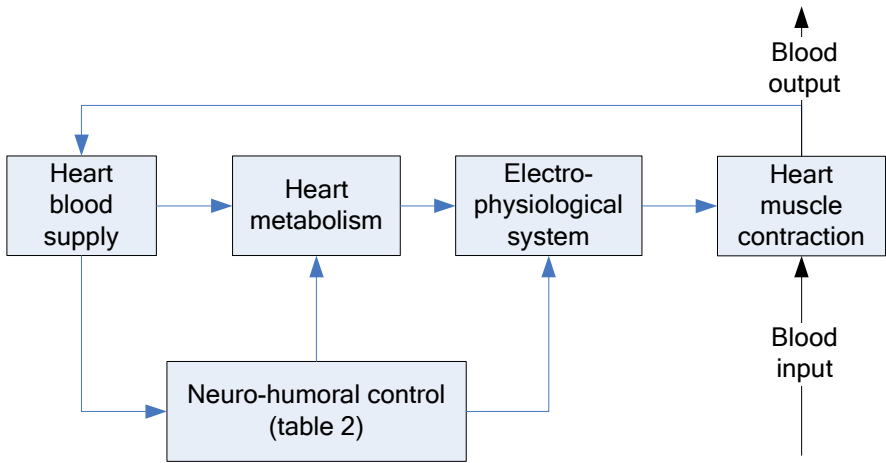 Blood
output
Heart
blood
supply
Heart
metabolism
Electro-
physiological
system
Heart
muscle
contraction
Blood
input
Neuro-humoral control
(table 2)